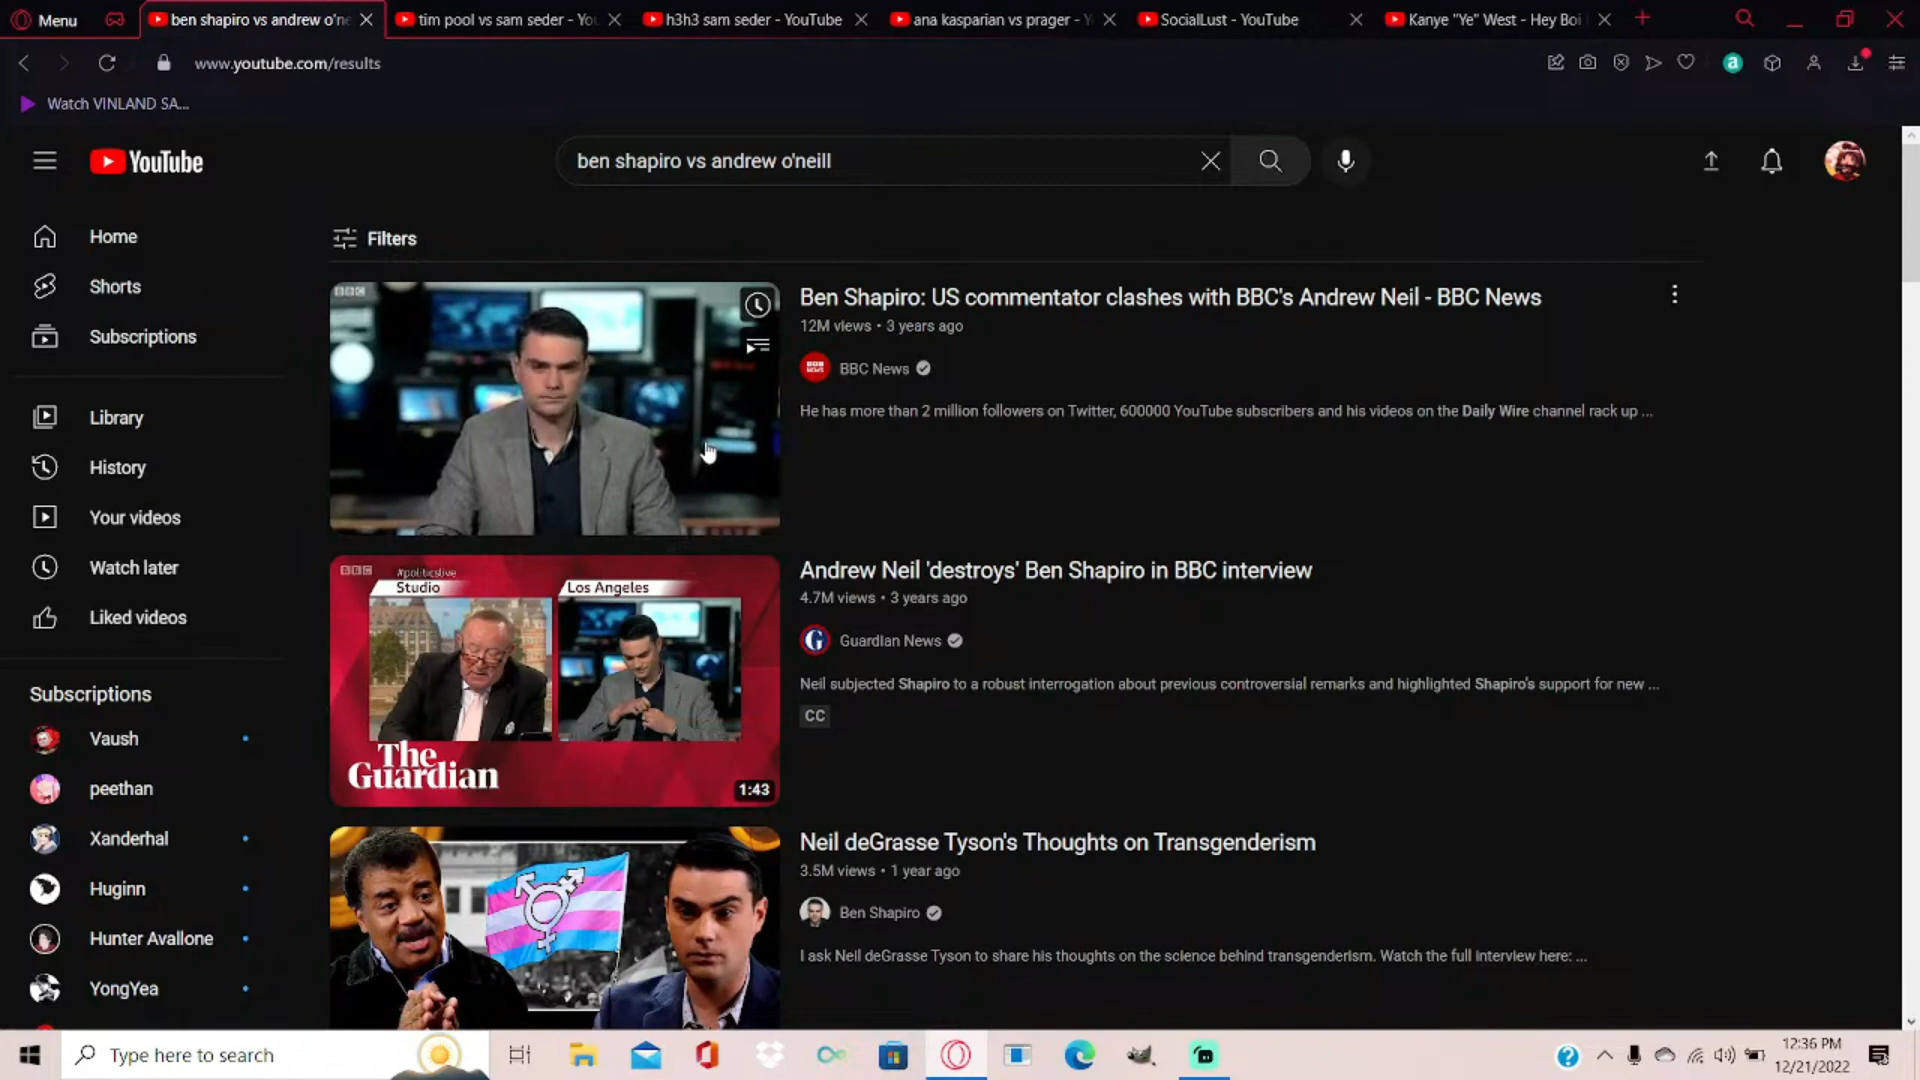 Menu
ben shapiro vs andrew o'ne
tim pool vs sam seder - You
h3h3 sam seder - YouTube
ana kasparian vs prager - Y
SocialLust - YouTube
Kanye "Ye" West - Hey Boi
www.youtube.com/results
a
Watch VINLAND SA...
YouTube
ben shapiro vs andrew o'neill
Home
Shorts
Subscriptions
Library
History
Your videos
Watch later
Liked videos
Subscriptions
Vaush
peethan
Xanderhal
Huginn
Hunter Avallone
YongYea
Filters
BBC
Ben Shapiro: US commentator clashes with BBC's Andrew Neil - BBC News
12M views • 3 years ago
BBC NEWS
BBC News
He has more than 2 million followers on Twitter, 600000 YouTube subscribers and his videos on the Daily Wire channel rack up ...
BBC
#politicslive
Studio
Los Angeles
The
Guardian
1:43
Andrew Neil 'destroys' Ben Shapiro in BBC interview
4.7M views • 3 years ago
G
Guardian News
Neil subjected Shapiro to a robust interrogation about previous controversial remarks and highlighted Shapiro's support for new ...
CC
Neil deGrasse Tyson's Thoughts on Transgenderism
3.5M views • 1 year ago
Ben Shapiro
I ask Neil deGrasse Tyson to share his thoughts on the science behind transgenderism. Watch the full interview here: ...
Type here to search
12:36 PM
12/21/2022